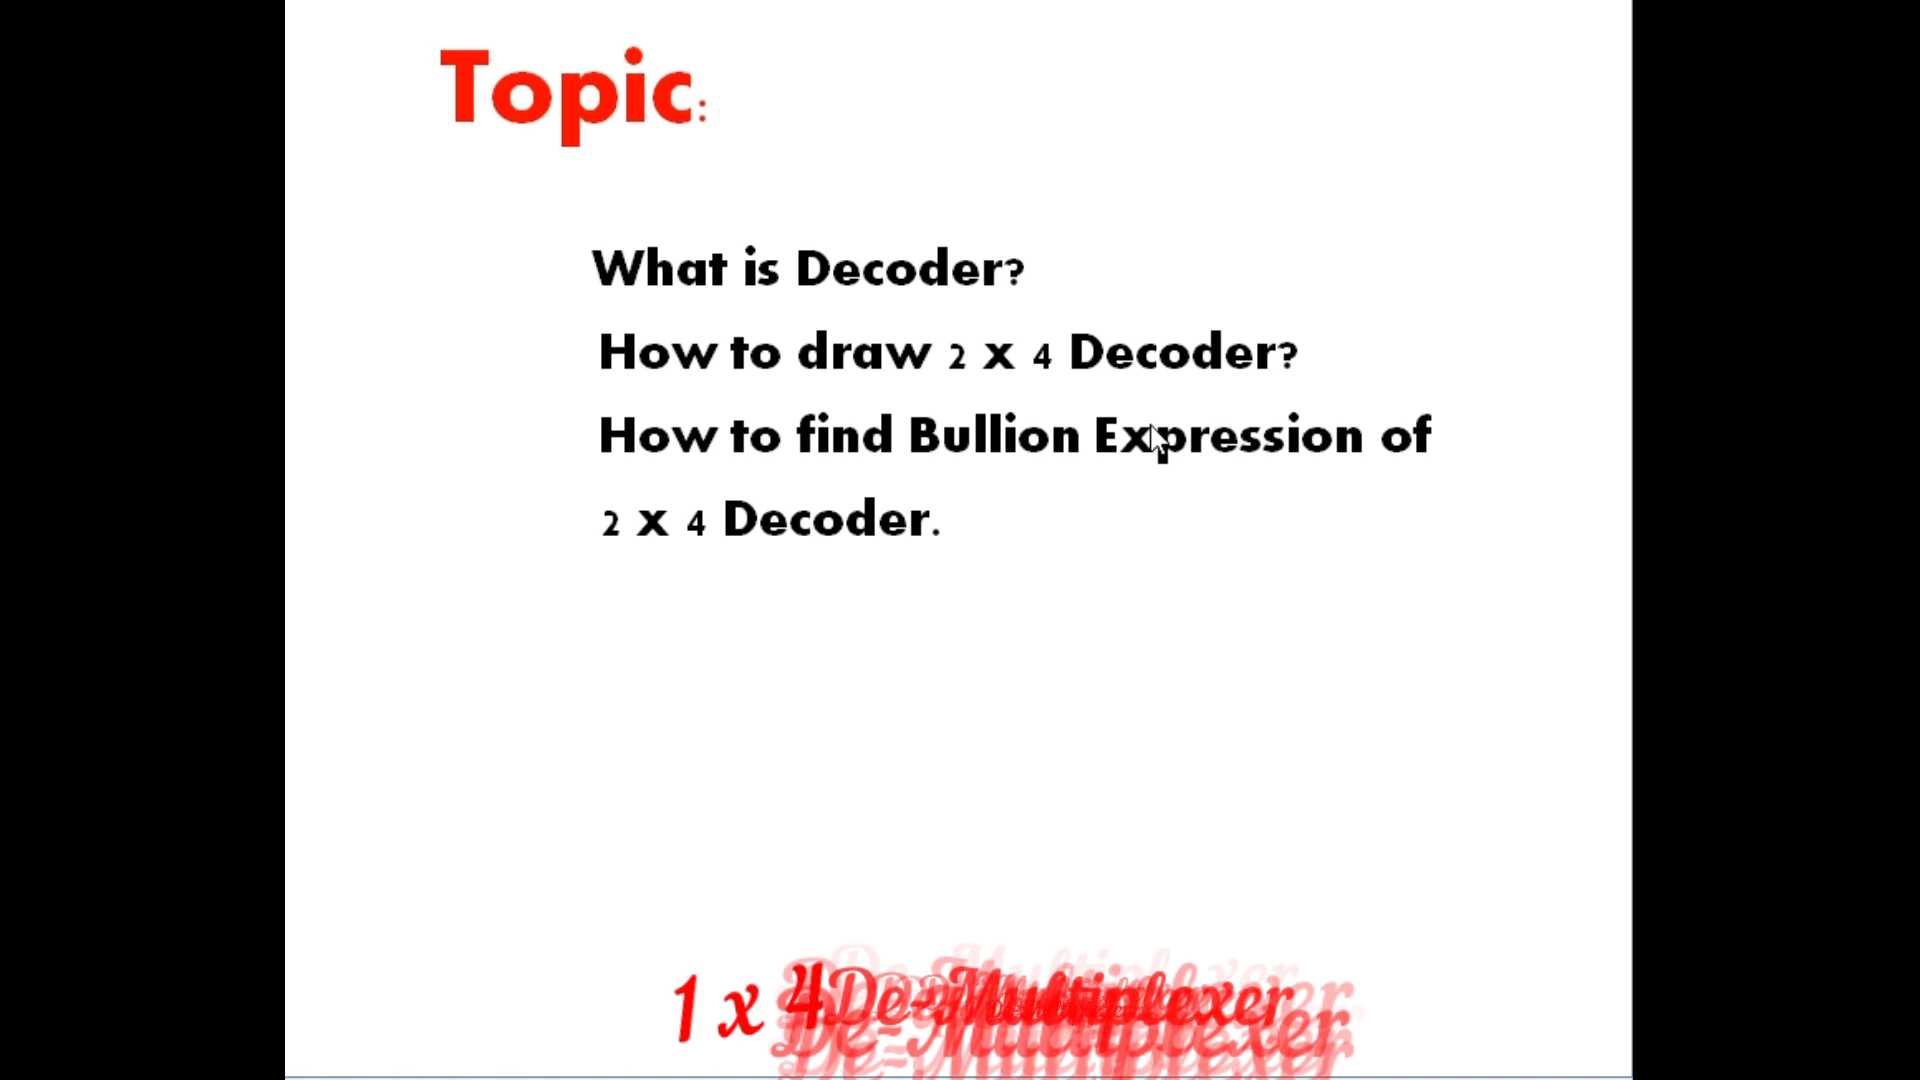 Topic:
What is Decoder?
How to draw 2 x 4 Decoder?
How to find Bullion Expression of
2 x 4 Decoder.
1 x 4 De-Multiplexer